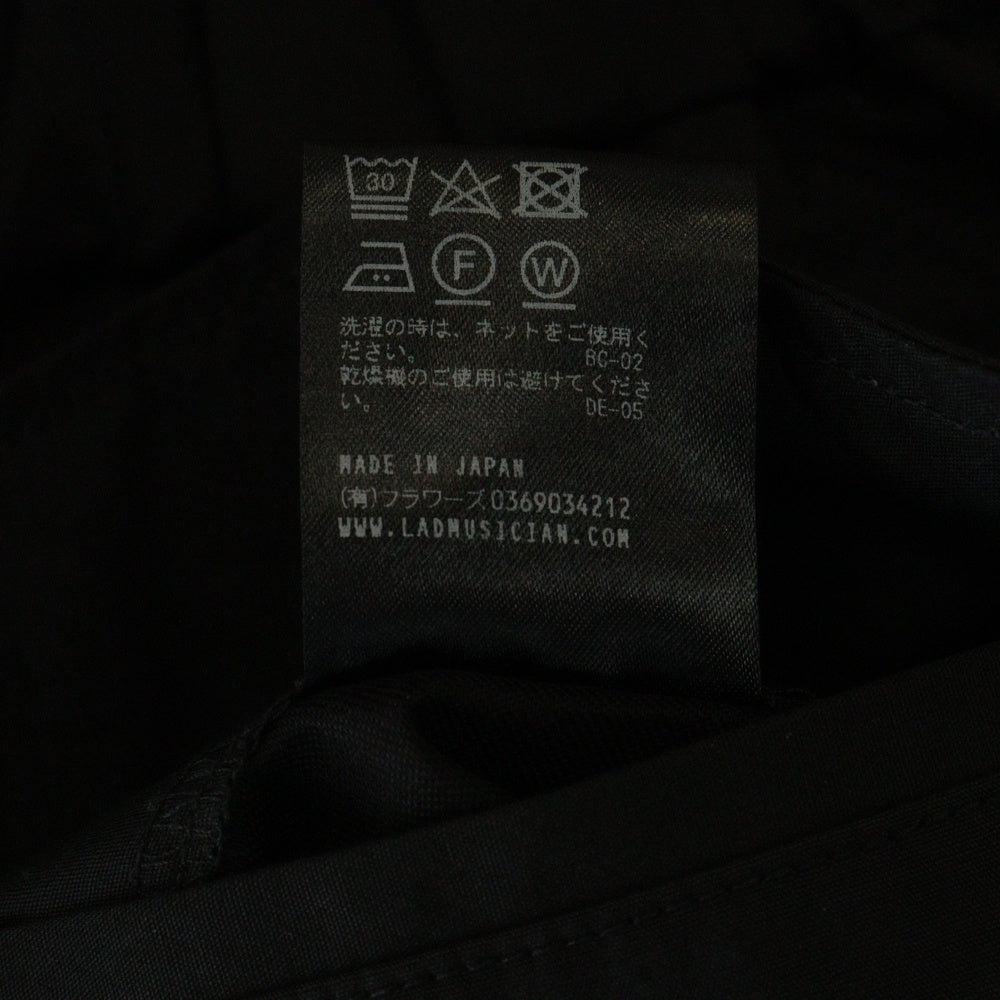 30
F W
洗濯の時は、ネットをご使用く
ださい。 BC-02
乾燥機のご使用は避けてくださ
い。 DE-05
MADE IN JAPAN
(有)フラワーズ0369034212
WWW.LADMUSICIAN.COM